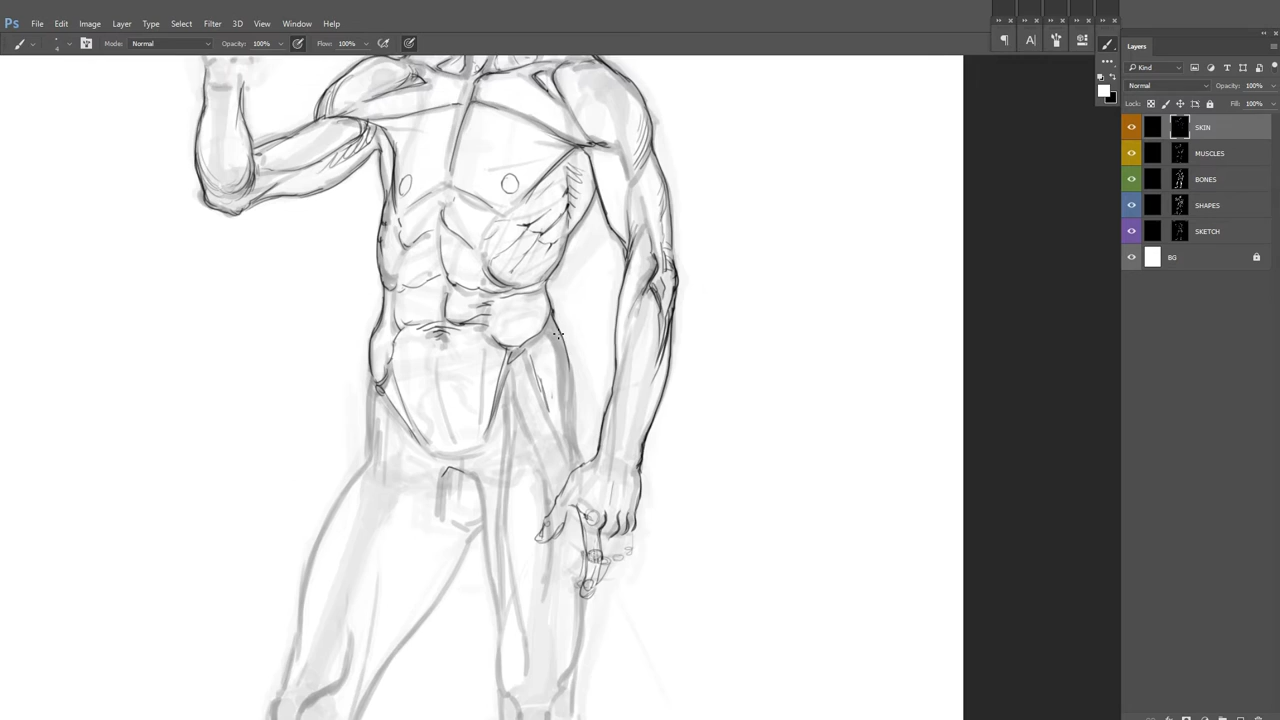 Ps File Edit Image Layer Type Select Filter 3D View Window Help
4 Mode: Normal Opacity: 100% Flow: 100%
Layers
Kind
Normal Opacity: 100%
Lock: Fill: 100%
SKIN
MUSCLES
BONES
SHAPES
SKETCH
BG